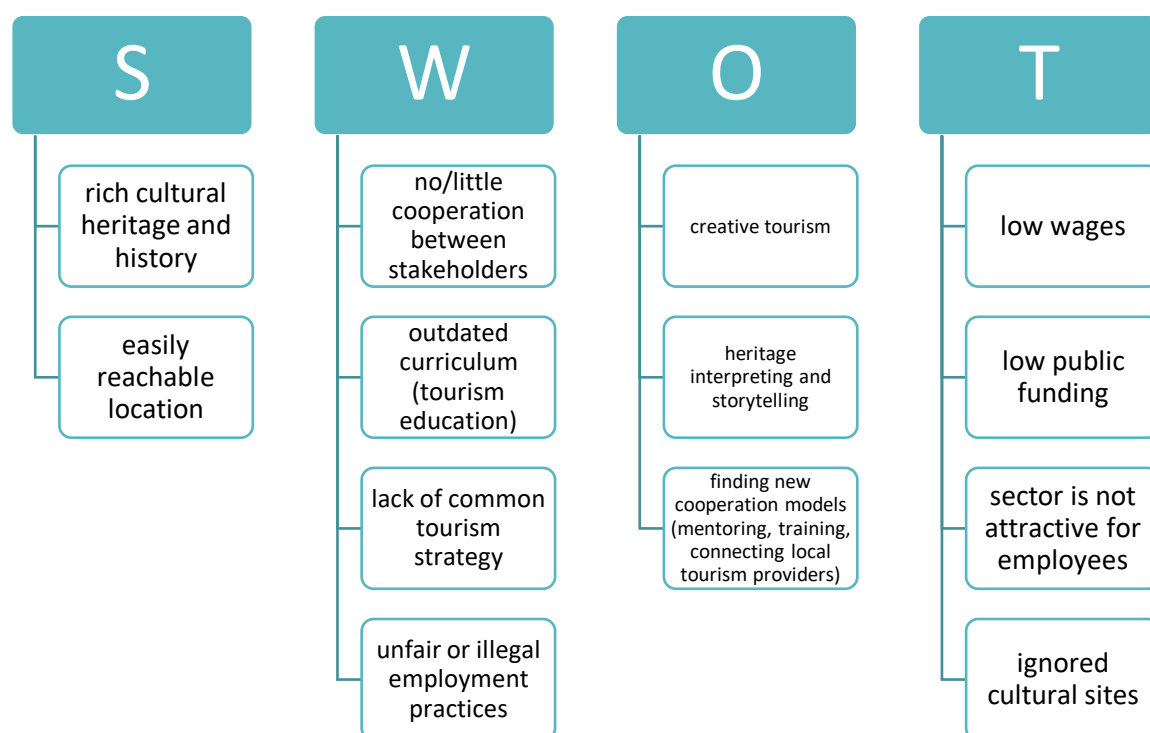 S
rich cultural
heritage and
history
easily
reachable
location
W
no/little
cooperation
between
stakeholders
outdated
curriculum
(tourism
education)
lack of common
tourism
strategy
unfair or illegal
employment
practices
O
creative tourism
heritage
interpreting and
storytelling
finding new
cooperation models
(mentoring, training,
connecting local
tourism providers)
T
low wages
low public
funding
sector is not
attractive for
employees
ignored
cultural sites